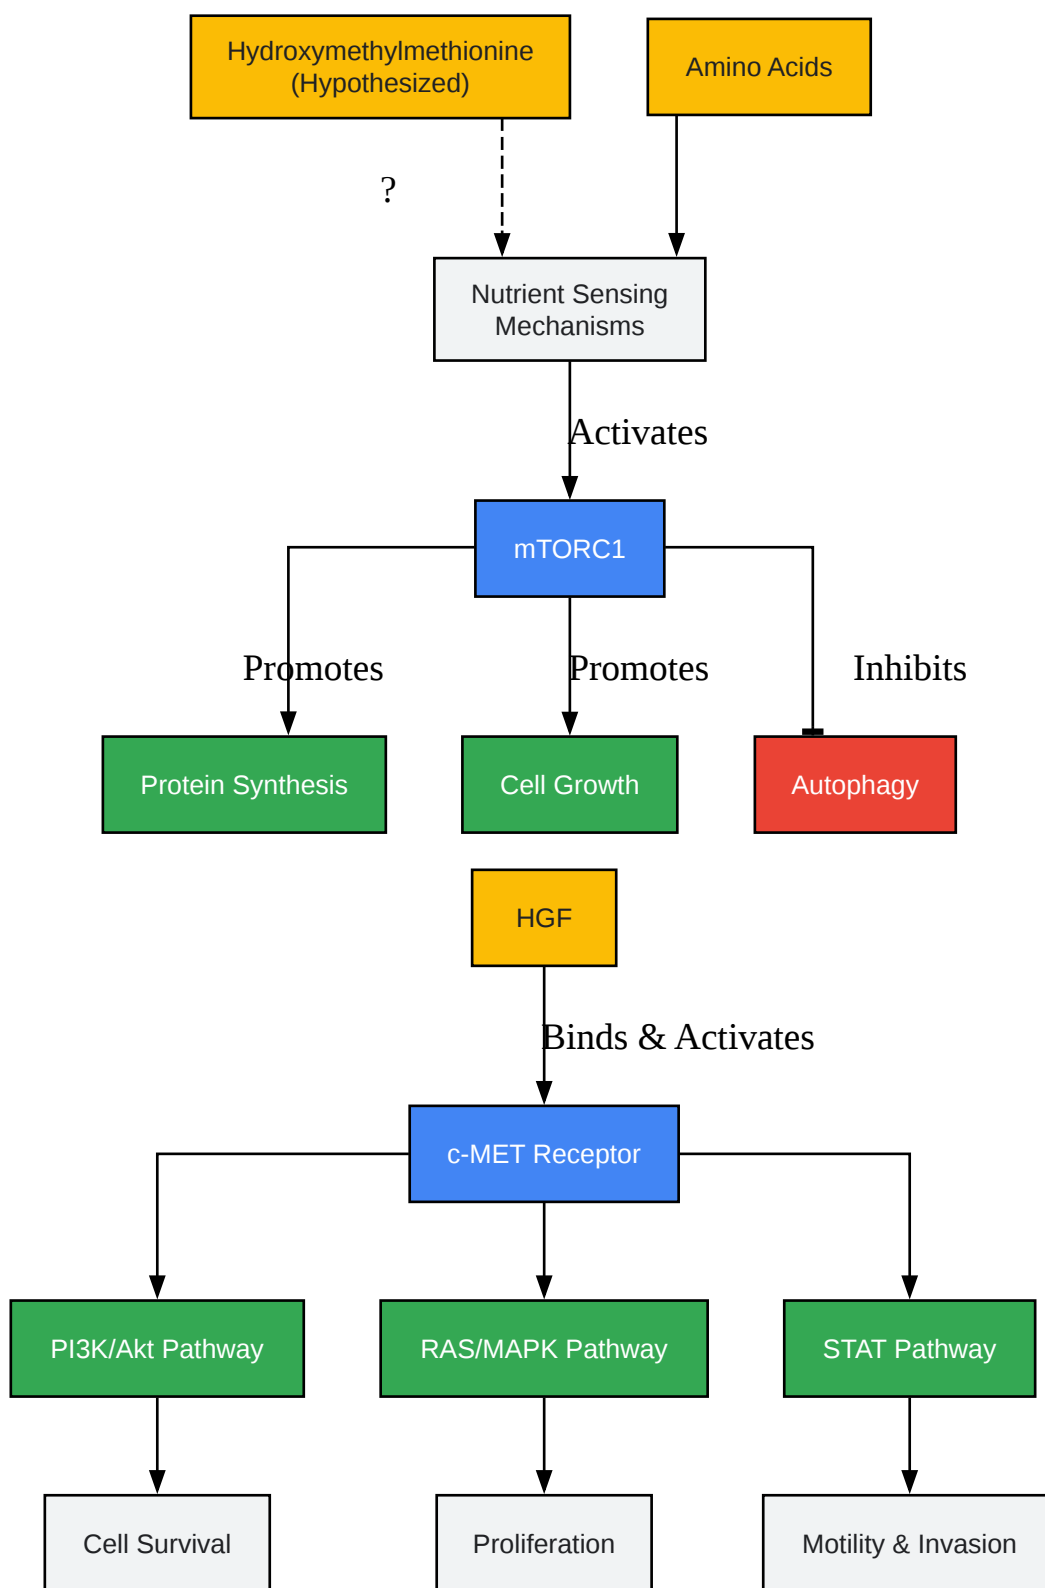 Hydroxymethylmethionine
(Hypothesized)
Amino Acids
?
Nutrient Sensing
Mechanisms
Activates
mTORC1
Promotes
Promotes
Inhibits
Protein Synthesis
Cell Growth
Autophagy
HGF
Binds & Activates
c-MET Receptor
PI3K/Akt Pathway
RAS/MAPK Pathway
STAT Pathway
Cell Survival
Proliferation
Motility & Invasion